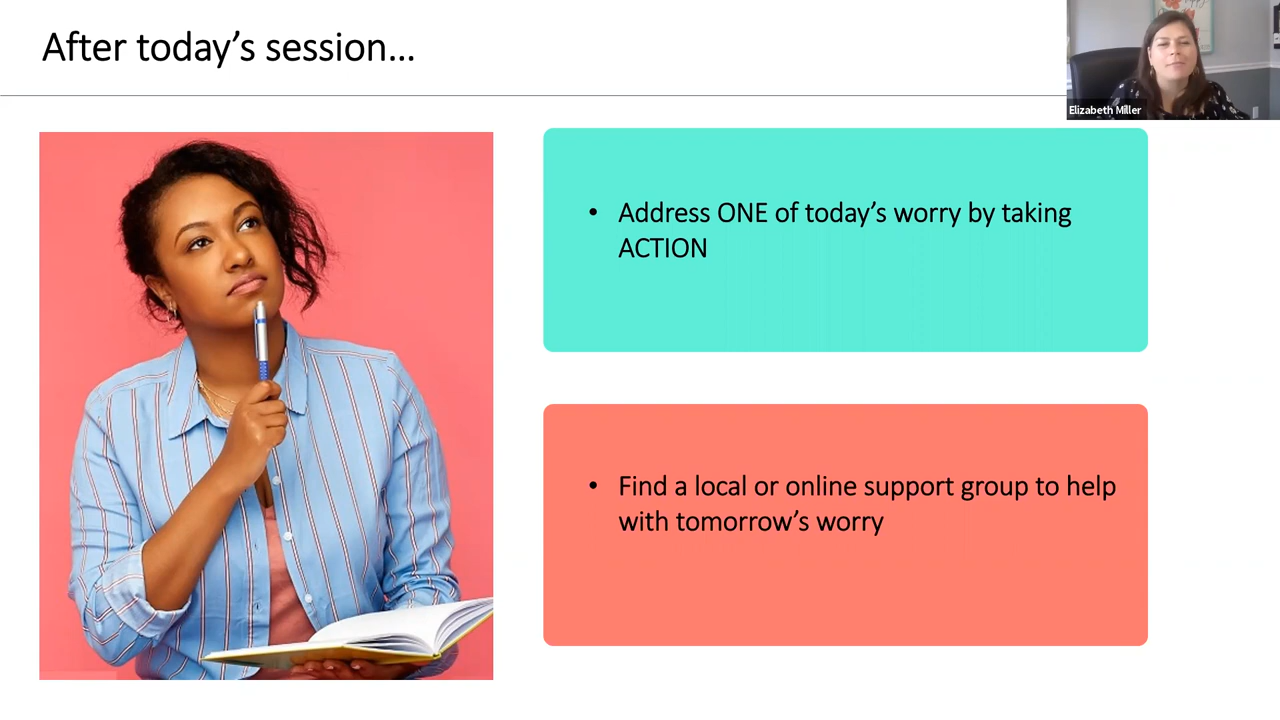 After today’s session…
Elizabeth Miller
• Address ONE of today’s worry by taking
ACTION
• Find a local or online support group to help
with tomorrow’s worry